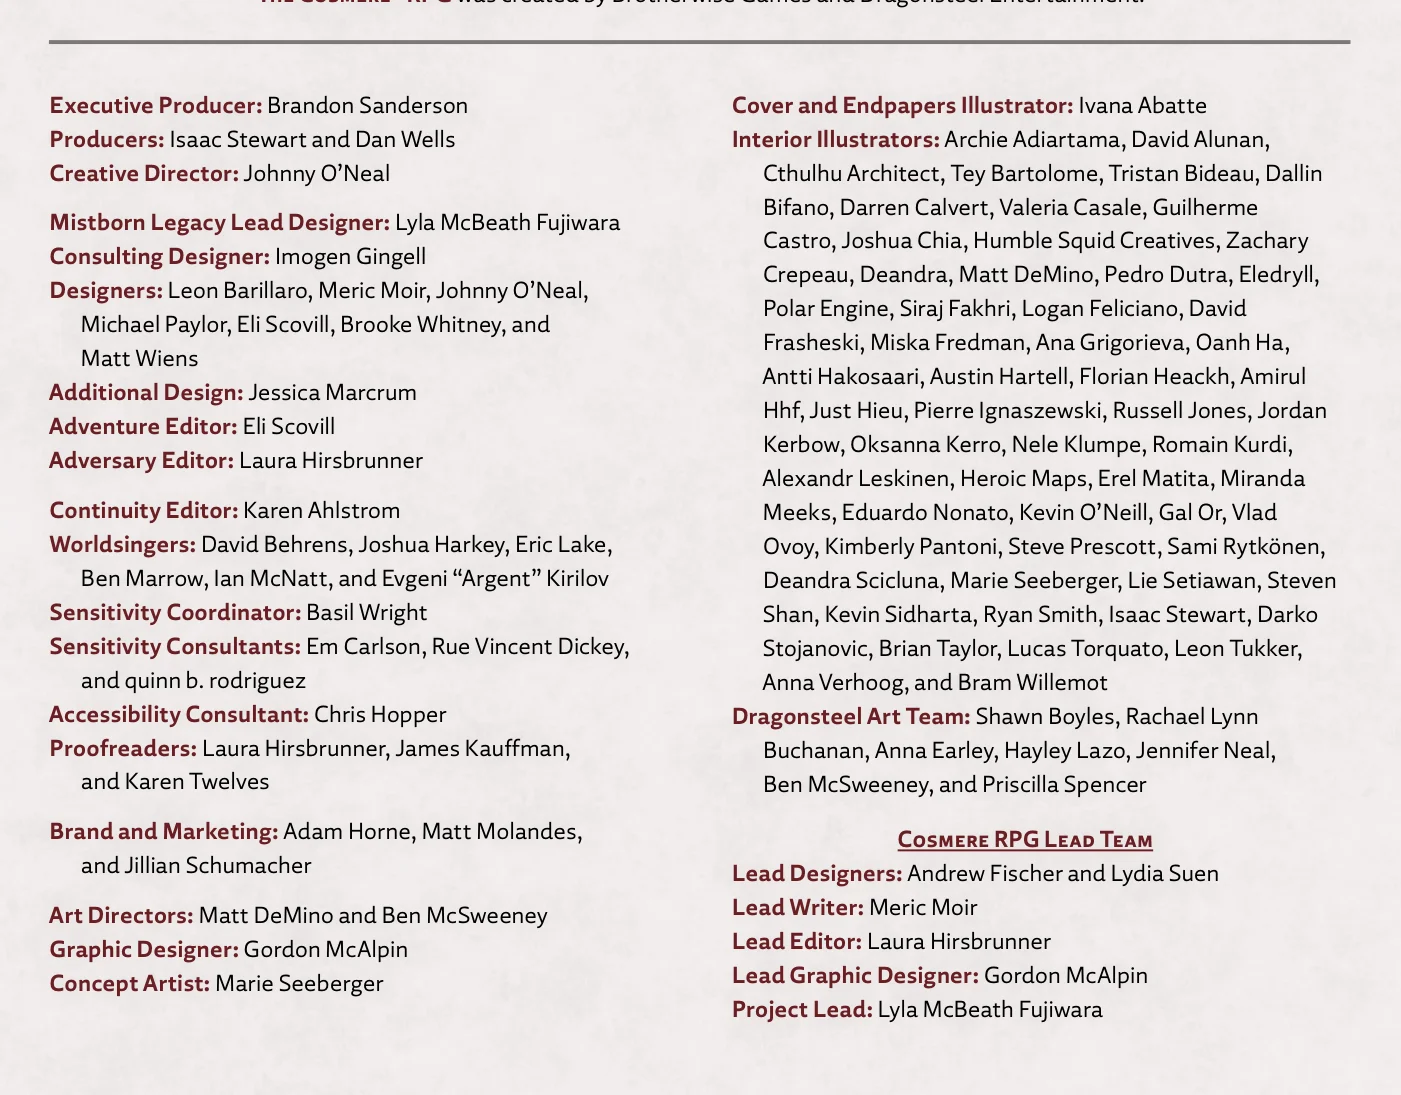 THE COSMERE® RPG was created by Brotherwise Games and Dragonsteel Entertainment.
Executive Producer: Brandon Sanderson
Producers: Isaac Stewart and Dan Wells
Creative Director: Johnny O’Neal
Mistborn Legacy Lead Designer: Lyla McBeath Fujiwara
Consulting Designer: Imogen Gingell
Designers: Leon Barillaro, Meric Moir, Johnny O’Neal,
Michael Paylor, Eli Scovill, Brooke Whitney, and
Matt Wiens
Additional Design: Jessica Marcrum
Adventure Editor: Eli Scovill
Adversary Editor: Laura Hirsbrunner
Continuity Editor: Karen Ahlstrom
Worldsingers: David Behrens, Joshua Harkey, Eric Lake,
Ben Marrow, Ian McNatt, and Evgeni “Argent” Kirilov
Sensitivity Coordinator: Basil Wright
Sensitivity Consultants: Em Carlson, Rue Vincent Dickey,
and quinn b. rodriguez
Accessibility Consultant: Chris Hopper
Proofreaders: Laura Hirsbrunner, James Kauffman,
and Karen Twelves
Brand and Marketing: Adam Horne, Matt Molandes,
and Jillian Schumacher
Art Directors: Matt DeMino and Ben McSweeney
Graphic Designer: Gordon McAlpin
Concept Artist: Marie Seeberger
Cover and Endpapers Illustrator: Ivana Abatte
Interior Illustrators: Archie Adiartama, David Alunan,
Cthulhu Architect, Tey Bartolome, Tristan Bideau, Dallin
Bifano, Darren Calvert, Valeria Casale, Guilherme
Castro, Joshua Chia, Humble Squid Creatives, Zachary
Crepeau, Deandra, Matt DeMino, Pedro Dutra, Eledryll,
Polar Engine, Siraj Fakhri, Logan Feliciano, David
Frasheski, Miska Fredman, Ana Grigorieva, Oanh Ha,
Antti Hakosaari, Austin Hartell, Florian Heackh, Amirul
Hhf, Just Hieu, Pierre Ignaszewski, Russell Jones, Jordan
Kerbow, Oksanna Kerro, Nele Klumpe, Romain Kurdi,
Alexandr Leskinen, Heroic Maps, Erel Matita, Miranda
Meeks, Eduardo Nonato, Kevin O’Neill, Gal Or, Vlad
Ovoy, Kimberly Pantoni, Steve Prescott, Sami Rytkönen,
Deandra Scicluna, Marie Seeberger, Lie Setiawan, Steven
Shan, Kevin Sidharta, Ryan Smith, Isaac Stewart, Darko
Stojanovic, Brian Taylor, Lucas Torquato, Leon Tukker,
Anna Verhoog, and Bram Willemot
Dragonsteel Art Team: Shawn Boyles, Rachael Lynn
Buchanan, Anna Earley, Hayley Lazo, Jennifer Neal,
Ben McSweeney, and Priscilla Spencer
COSMERE RPG LEAD TEAM
Lead Designers: Andrew Fischer and Lydia Suen
Lead Writer: Meric Moir
Lead Editor: Laura Hirsbrunner
Lead Graphic Designer: Gordon McAlpin
Project Lead: Lyla McBeath Fujiwara